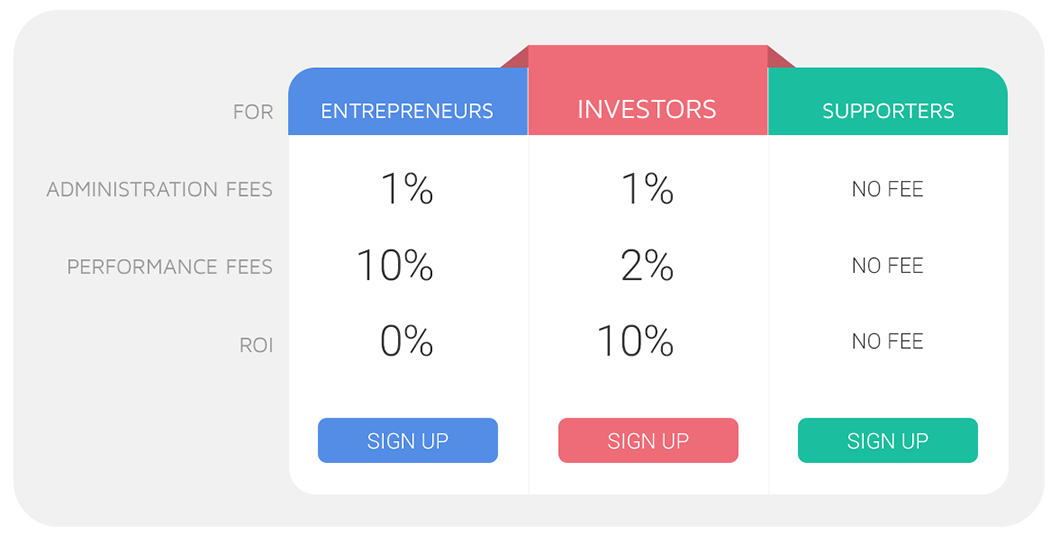 FOR ENTREPRENEURS INVESTORS SUPPORTERS
ADMINISTRATION FEES 1% 1% NO FEE
PERFORMANCE FEES 10% 2% NO FEE
ROI 0% 10% NO FEE
SIGN UP SIGN UP SIGN UP